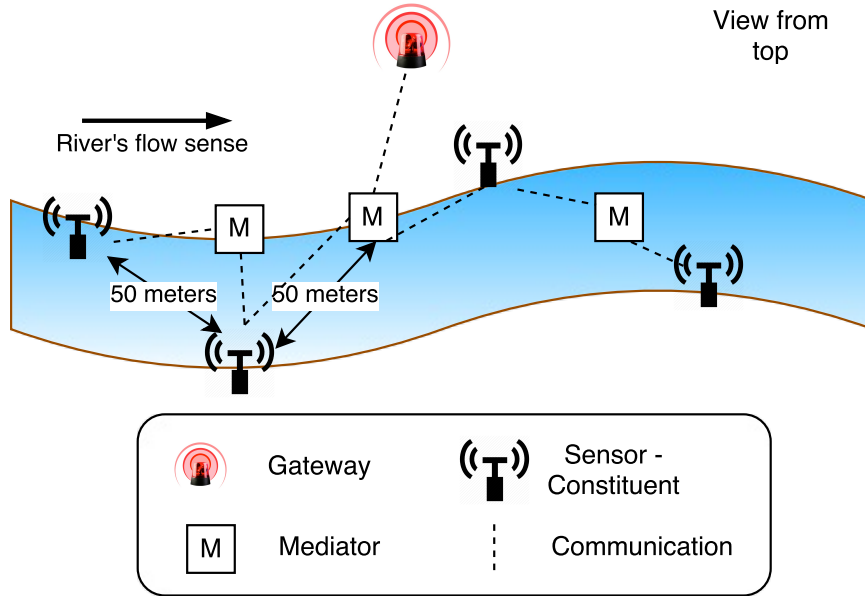 View from
top
River's flow sense
M
M
M
50 meters
50 meters
Gateway
Sensor -
Constituent
M
Mediator
Communication